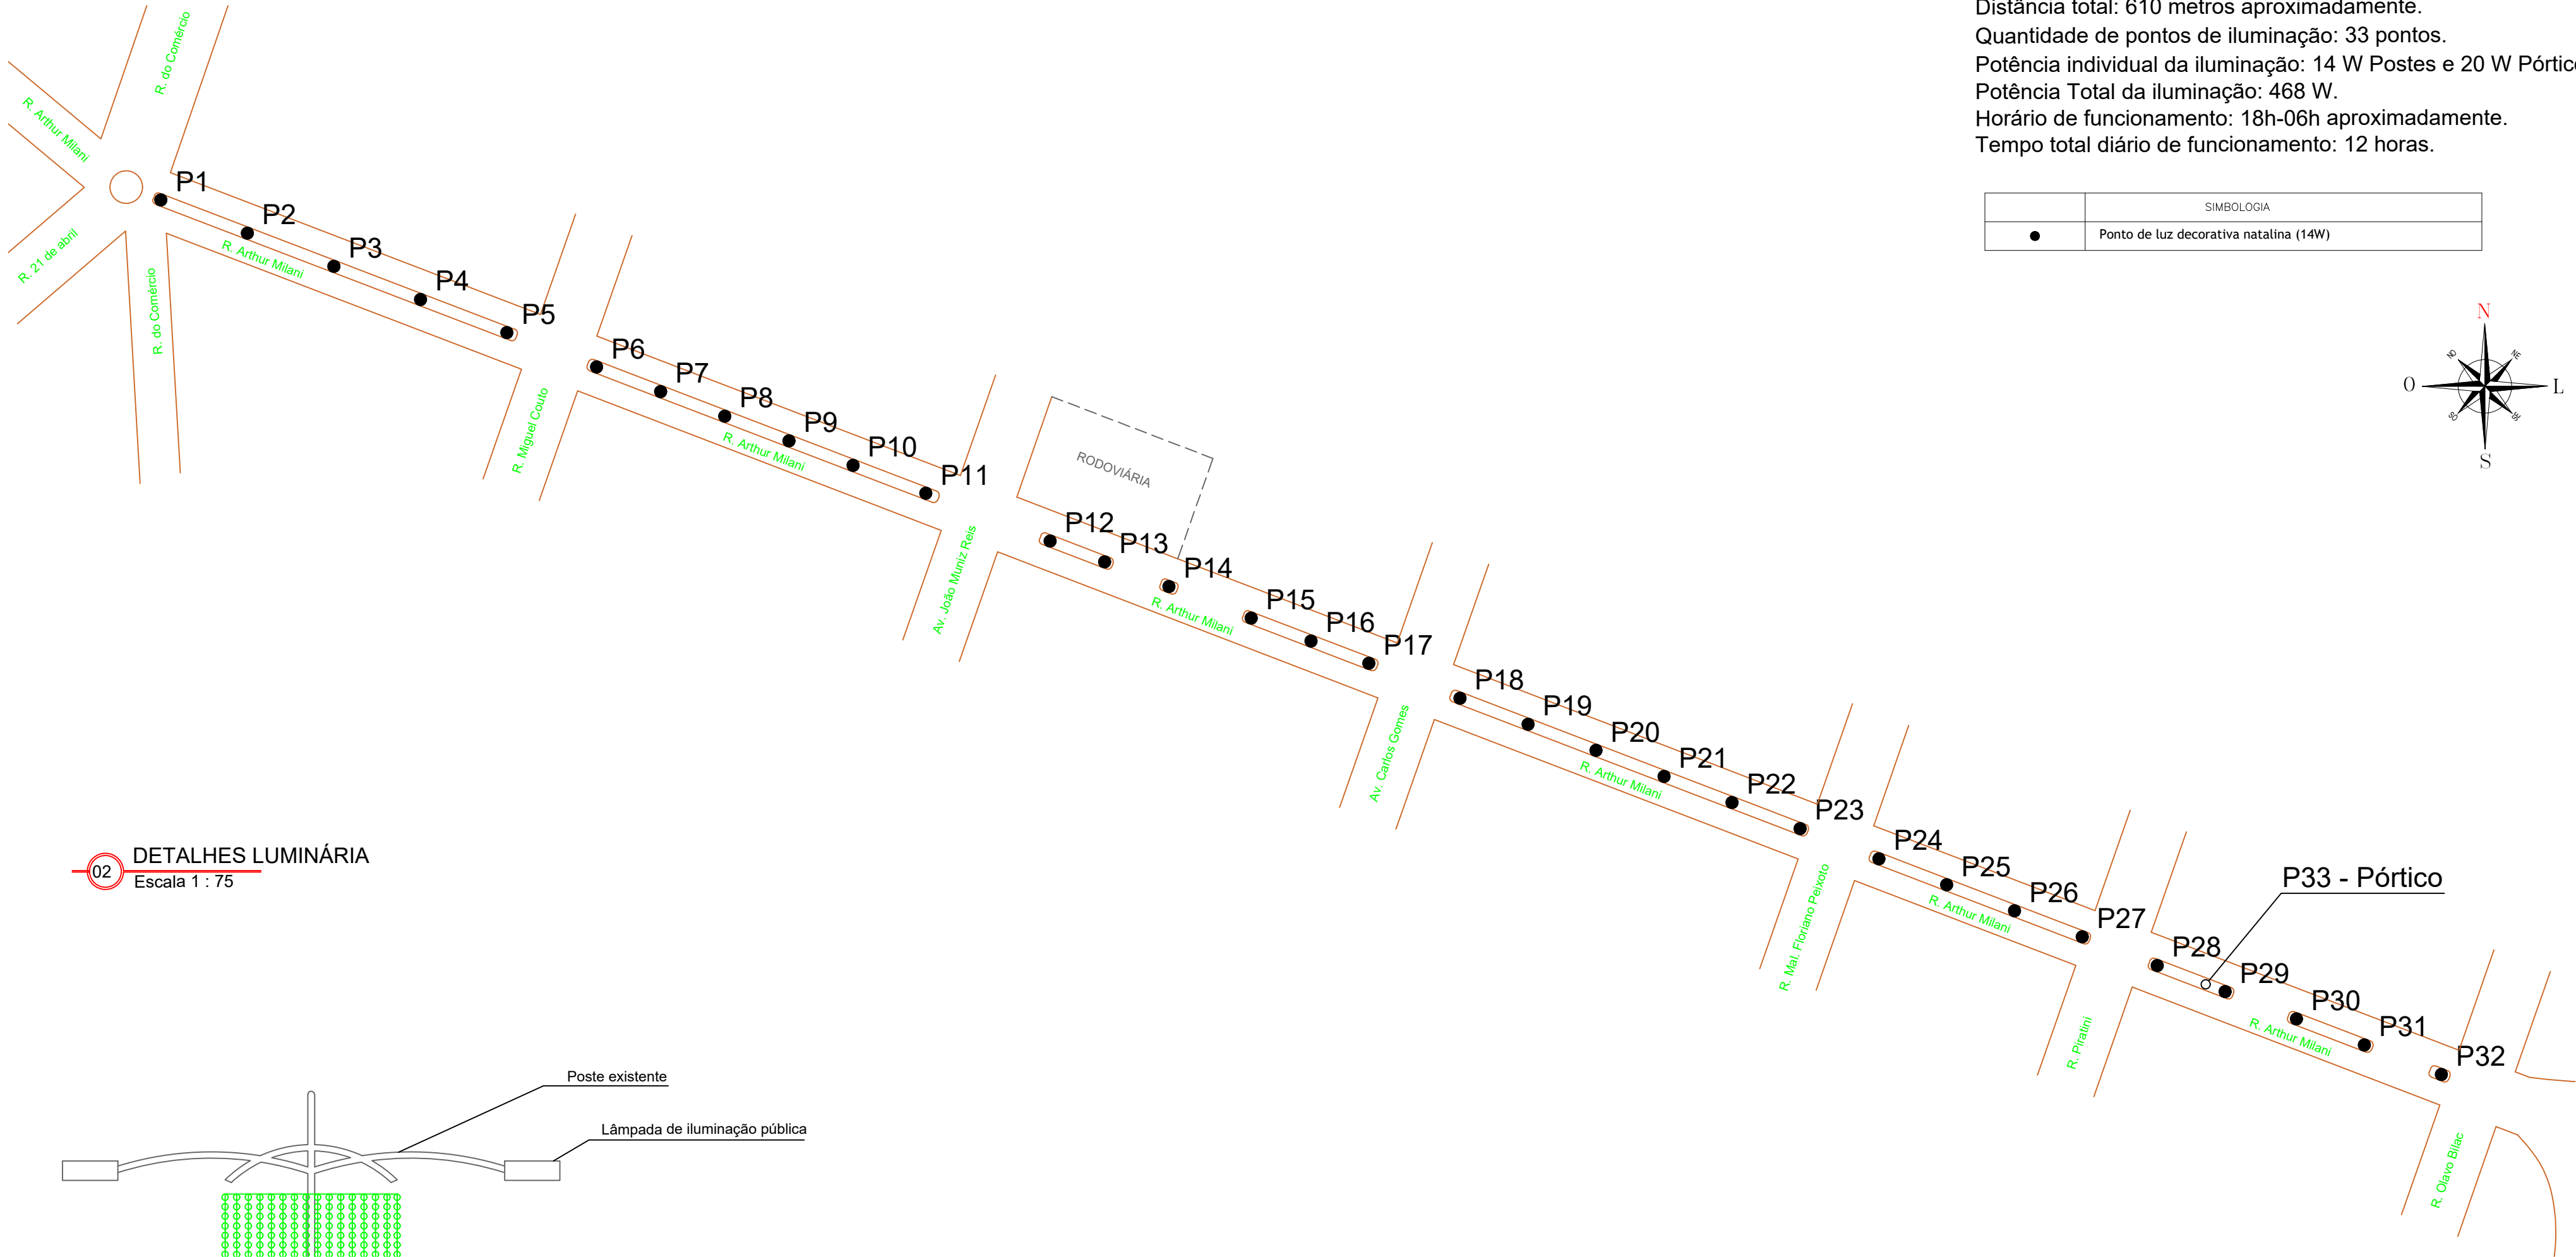 Distância total: 610 metros aproximadamente.
Quantidade de pontos de iluminação: 33 pontos.
Potência individual da iluminação: 14 W Postes e 20 W Pórtico
Potência Total da iluminação: 468 W.
Horário de funcionamento: 18h-06h aproximadamente.
Tempo total diário de funcionamento: 12 horas.
SIMBOLOGIA
Ponto de luz decorativa natalina (14W)
N
NO
NE
O
L
SO
SE
S
R. do Comércio
R. Arthur Milani
R. 21 de abril
R. do Comércio
P1
P2
P3
P4
P5
R. Arthur Milani
R. Miguel Couto
P6
P7
P8
P9
P10
P11
R. Arthur Milani
Av. João Muniz Reis
RODOVIÁRIA
P12
P13
P14
P15
P16
P17
R. Arthur Milani
Av. Carlos Gomes
P18
P19
P20
P21
P22
P23
R. Arthur Milani
R. Mal. Floriano Peixoto
P24
P25
P26
P27
R. Arthur Milani
R. Piratini
P33 - Pórtico
P28
P29
P30
P31
P32
R. Arthur Milani
R. Olavo Bilac
02
DETALHES LUMINÁRIA
Escala 1 : 75
Poste existente
Lâmpada de iluminação pública